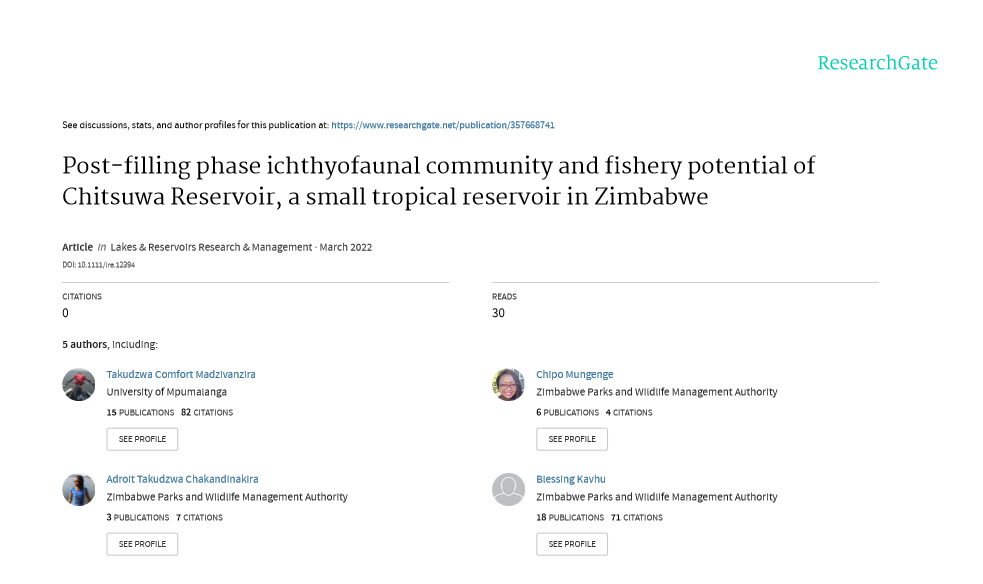 ResearchGate
See discussions, stats, and author profiles for this publication at: https://www.researchgate.net/publication/357668741
Post-filling phase ichthyofaunal community and fishery potential of
Chitsuwa Reservoir, a small tropical reservoir in Zimbabwe
Article in Lakes & Reservoirs Research & Management · March 2022
DOI: 10.1111/lre.12394
CITATIONS
0
READS
30
5 authors, including:
Takudzwa Comfort Madzivanzira
University of Mpumalanga
15 PUBLICATIONS 82 CITATIONS
SEE PROFILE
Chipo Mungenge
Zimbabwe Parks and Wildlife Management Authority
6 PUBLICATIONS 4 CITATIONS
SEE PROFILE
Adroit Takudzwa Chakandinakira
Zimbabwe Parks and Wildlife Management Authority
3 PUBLICATIONS 7 CITATIONS
SEE PROFILE
Blessing Kavhu
Zimbabwe Parks and Wildlife Management Authority
18 PUBLICATIONS 71 CITATIONS
SEE PROFILE